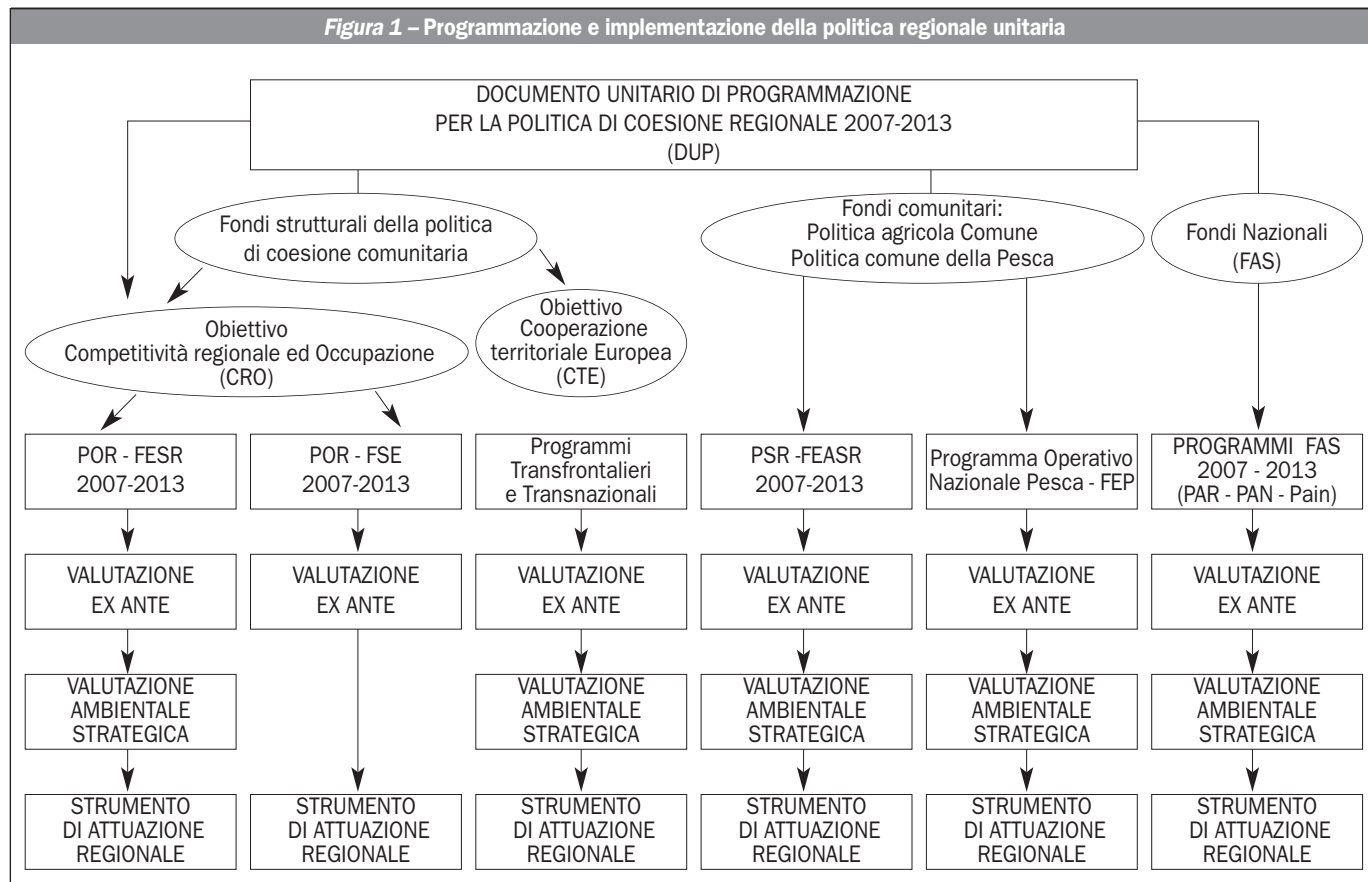 Figura 1 – Programmazione e implementazione della politica regionale unitaria
DOCUMENTO UNITARIO DI PROGRAMMAZIONE
PER LA POLITICA DI COESIONE REGIONALE 2007-2013
(DUP)
Fondi strutturali della politica
di coesione comunitaria
Fondi comunitari:
Politica agricola Comune
Politica comune della Pesca
Fondi Nazionali
(FAS)
Obiettivo
Competitività regionale ed Occupazione
(CRO)
Obiettivo
Cooperazione
territoriale Europea
(CTE)
POR - FESR
2007-2013
POR - FSE
2007-2013
Programmi
Transfrontalieri
e Transnazionali
PSR -FEASR
2007-2013
Programma Operativo
Nazionale Pesca - FEP
PROGRAMMI FAS
2007 - 2013
(PAR - PAN - Pain)
VALUTAZIONE
EX ANTE
VALUTAZIONE
EX ANTE
VALUTAZIONE
EX ANTE
VALUTAZIONE
EX ANTE
VALUTAZIONE
EX ANTE
VALUTAZIONE
EX ANTE
VALUTAZIONE
AMBIENTALE
STRATEGICA
VALUTAZIONE
AMBIENTALE
STRATEGICA
VALUTAZIONE
AMBIENTALE
STRATEGICA
VALUTAZIONE
AMBIENTALE
STRATEGICA
VALUTAZIONE
AMBIENTALE
STRATEGICA
STRUMENTO
DI ATTUAZIONE
REGIONALE
STRUMENTO
DI ATTUAZIONE
REGIONALE
STRUMENTO
DI ATTUAZIONE
REGIONALE
STRUMENTO
DI ATTUAZIONE
REGIONALE
STRUMENTO
DI ATTUAZIONE
REGIONALE
STRUMENTO
DI ATTUAZIONE
REGIONALE